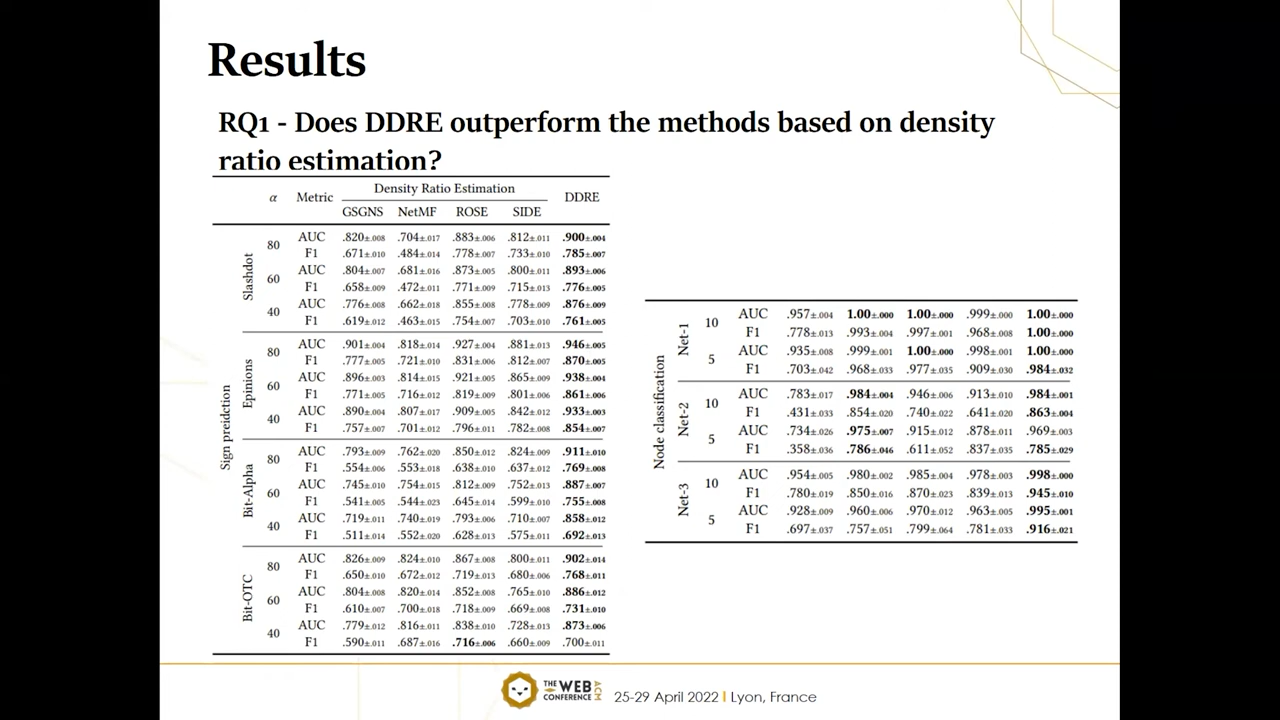 Results
RQ1 - Does DDRE outperform the methods based on density
ratio estimation?
α Metric Density Ratio Estimation DDRE
GSGNS NetMF ROSE SIDE
Sign preidction
Slashdot
80 AUC .820±.008 .704±.017 .883±.006 .812±.011 .900±.004
F1 .671±.010 .484±.014 .778±.007 .733±.010 .785±.007
60 AUC .804±.007 .681±.016 .873±.005 .800±.011 .893±.006
F1 .658±.009 .472±.011 .771±.009 .715±.013 .776±.005
40 AUC .776±.008 .662±.018 .855±.008 .778±.009 .876±.009
F1 .619±.012 .463±.015 .754±.007 .703±.010 .761±.005
Epinions
80 AUC .901±.004 .818±.014 .927±.004 .881±.013 .946±.005
F1 .777±.005 .721±.010 .831±.006 .812±.007 .870±.005
60 AUC .896±.003 .814±.015 .921±.005 .865±.009 .938±.004
F1 .771±.005 .716±.012 .819±.009 .801±.006 .861±.006
40 AUC .890±.004 .807±.017 .909±.005 .842±.012 .933±.003
F1 .757±.007 .701±.012 .796±.011 .782±.008 .854±.007
Bit-Alpha
80 AUC .793±.009 .762±.020 .850±.012 .824±.009 .911±.010
F1 .554±.006 .553±.018 .638±.010 .637±.012 .769±.008
60 AUC .745±.010 .754±.015 .812±.009 .752±.013 .887±.007
F1 .541±.005 .544±.023 .645±.014 .599±.010 .755±.008
40 AUC .719±.011 .740±.019 .793±.006 .710±.007 .858±.012
F1 .511±.014 .552±.020 .628±.013 .575±.011 .692±.013
Bit-OTC
80 AUC .826±.009 .824±.010 .867±.008 .800±.011 .902±.014
F1 .650±.010 .672±.012 .719±.013 .680±.006 .768±.011
60 AUC .804±.008 .820±.014 .852±.008 .765±.010 .886±.012
F1 .610±.007 .700±.018 .718±.009 .669±.008 .731±.010
40 AUC .779±.012 .816±.011 .838±.010 .728±.013 .873±.006
F1 .590±.011 .687±.016 .716±.006 .660±.009 .700±.011
Node classification
Net-1
10 AUC .957±.004 1.00±.000 1.00±.000 .999±.000 1.00±.000
F1 .778±.013 .993±.004 .997±.001 .968±.008 1.00±.000
5 AUC .935±.008 .999±.001 1.00±.000 .998±.001 1.00±.000
F1 .703±.042 .968±.033 .977±.035 .909±.030 .984±.032
Net-2
10 AUC .783±.017 .984±.004 .946±.006 .913±.010 .984±.001
F1 .431±.033 .854±.020 .740±.022 .641±.020 .863±.004
5 AUC .734±.026 .975±.007 .915±.012 .878±.011 .969±.003
F1 .358±.036 .786±.046 .611±.052 .837±.035 .785±.029
Net-3
10 AUC .954±.005 .980±.002 .985±.004 .978±.003 .998±.000
F1 .780±.019 .850±.016 .870±.023 .839±.013 .945±.010
5 AUC .928±.009 .960±.006 .970±.012 .963±.005 .995±.001
F1 .697±.037 .757±.051 .799±.064 .781±.033 .916±.021
THE WEB CONFERENCE ACM
25-29 April 2022 | Lyon, France